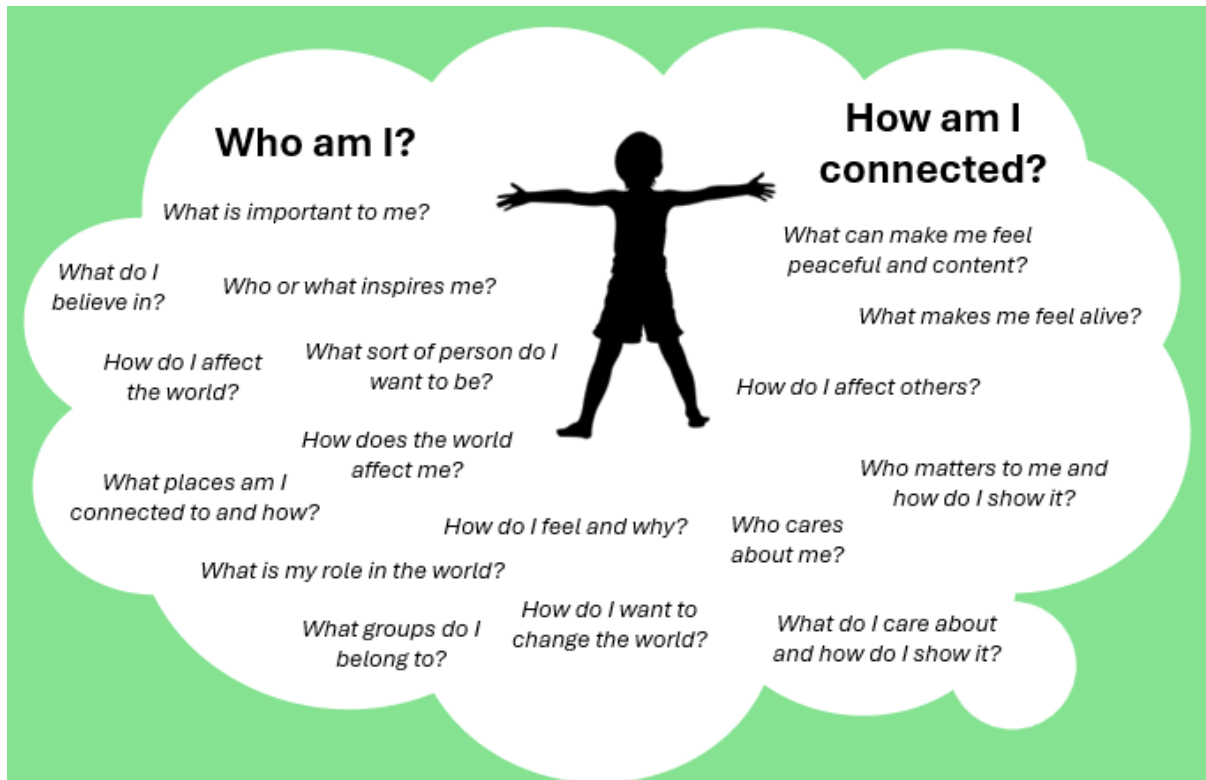 Who am I?
How am I
connected?
What is important to me?
What can make me feel
peaceful and content?
What do I
believe in?
Who or what inspires me?
What makes me feel alive?
How do I affect
the world?
What sort of person do I
want to be?
How do I affect others?
How does the world
affect me?
Who matters to me and
how do I show it?
What places am I
connected to and how?
How do I feel and why?
Who cares
about me?
What is my role in the world?
How do I want to
change the world?
What groups do I
belong to?
What do I care about
and how do I show it?